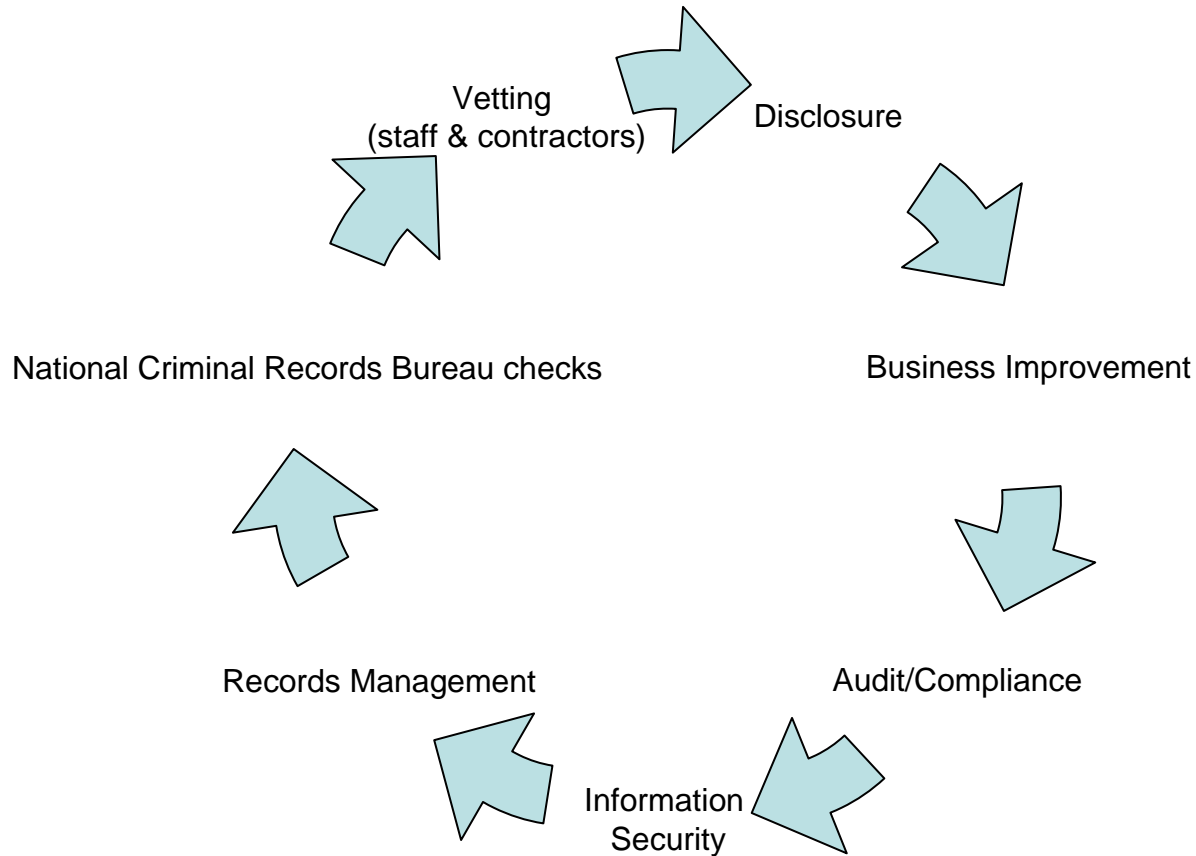 Vetting
(staff & contractors)
Disclosure
National Criminal Records Bureau checks
Business Improvement
Records Management
Audit/Compliance
Information
Security